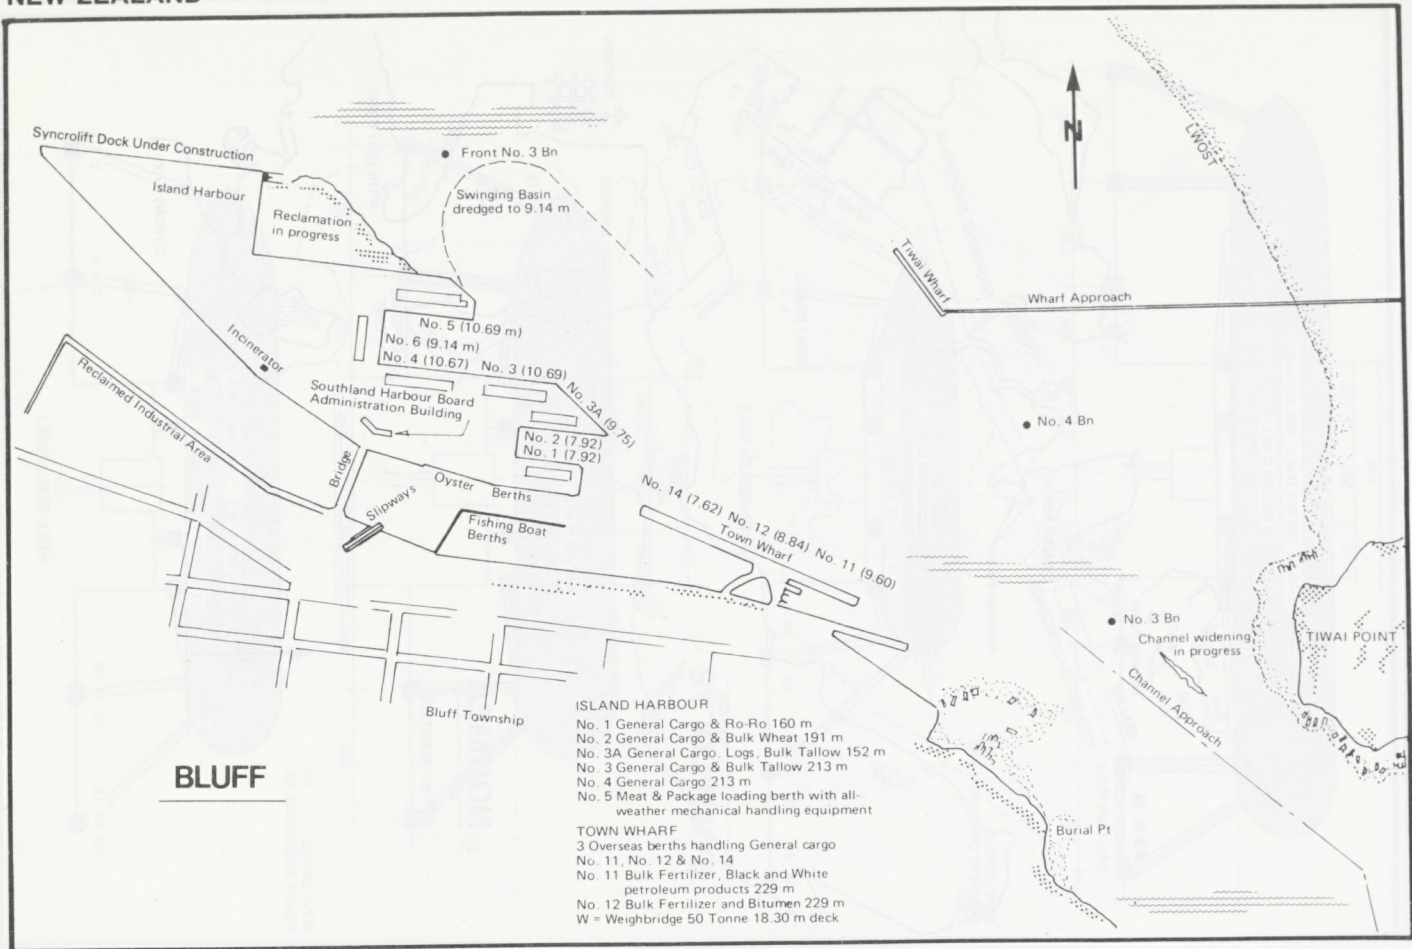 NEW ZEALAND
Syncrolift Dock Under Construction
Island Harbour
Reclamation
in progress
Front No. 3 Bn
Swinging Basin
dredged to 9.14 m
N
LWOST
Tiwai Wharf
Wharf Approach
No. 5 (10.69 m)
No. 6 (9.14 m)
No. 4 (10.67)
No. 3 (10.69)
No. 3A (9.75)
Incinerator
Southland Harbour Board
Administration Building
Reclaimed Industrial Area
No. 2 (7.92)
No. 1 (7.92)
No. 4 Bn
Bridge
Slipways
Oyster Berths
Fishing Boat
Berths
No. 14 (7.62) No. 12 (8.84) No. 11 (9.60)
Town Wharf
No. 3 Bn
Channel widening
in progress
TIWAI POINT
Channel Approach
Bluff Township
BLUFF
Burial Pt
ISLAND HARBOUR
No. 1 General Cargo & Ro-Ro 160 m
No. 2 General Cargo & Bulk Wheat 191 m
No. 3A General Cargo. Logs, Bulk Tallow 152 m
No. 3 General Cargo & Bulk Tallow 213 m
No. 4 General Cargo 213 m
No. 5 Meat & Package loading berth with all-
weather mechanical handling equipment
TOWN WHARF
3 Overseas berths handling General cargo
No. 11, No. 12 & No. 14
No. 11 Bulk Fertilizer, Black and White
petroleum products 229 m
No. 12 Bulk Fertilizer and Bitumen 229 m
W = Weighbridge 50 Tonne 18.30 m deck